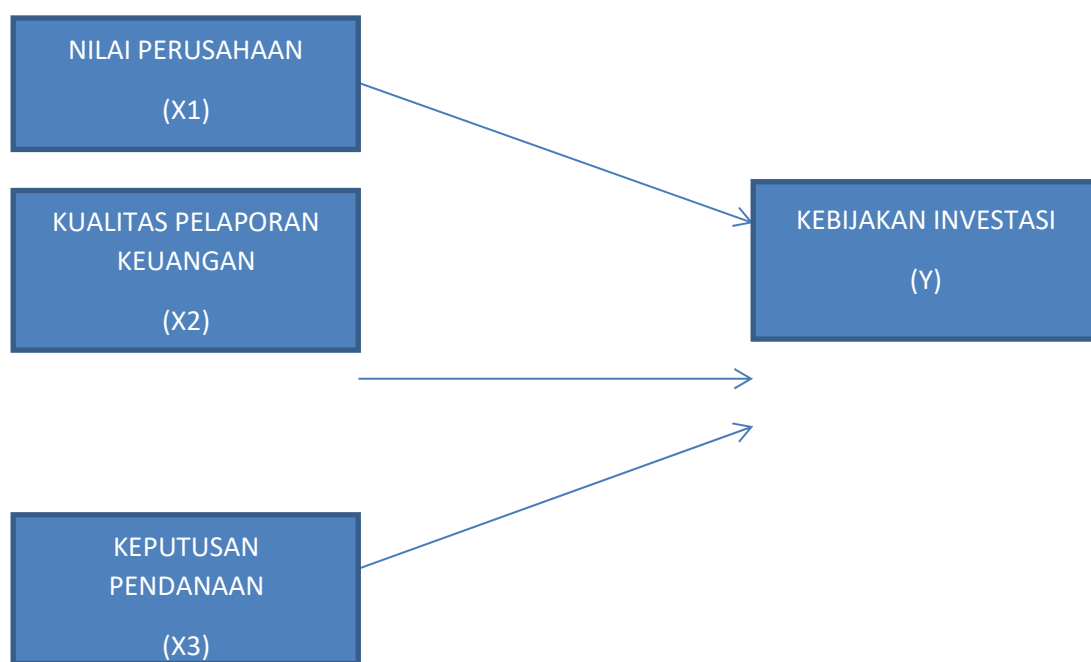 NILAI PERUSAHAAN
(X1)
KUALITAS PELAPORAN
KEUANGAN
(X2)
KEBIJAKAN INVESTASI
(Y)
KEPUTUSAN
PENDANAAN
(X3)